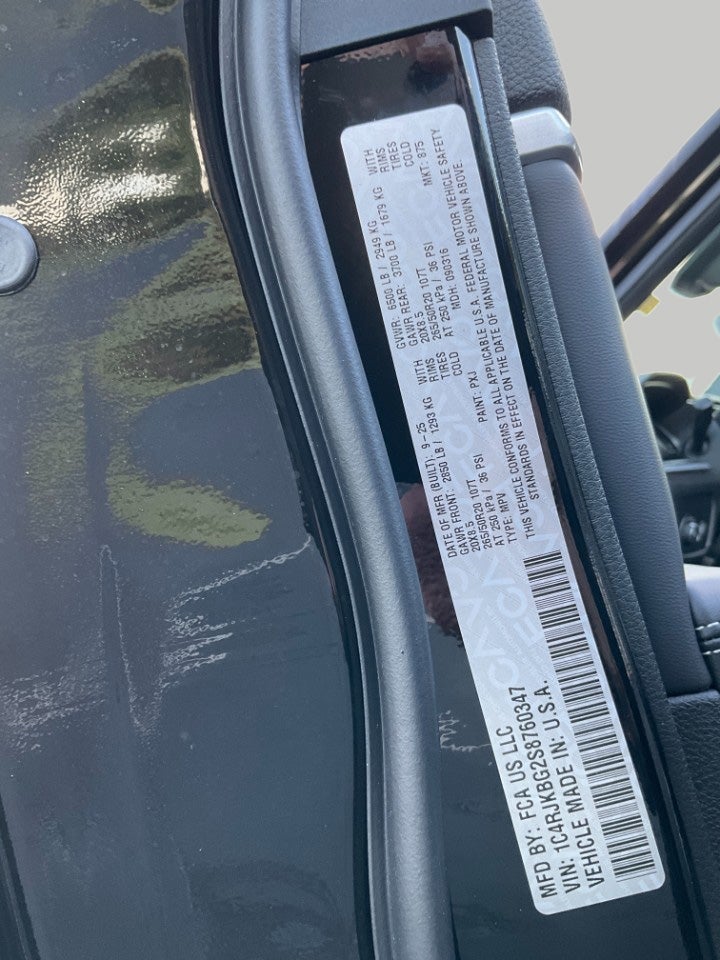 MFD BY: FCA US LLC
VIN: 1C4RJKBG2S8760347
VEHICLE MADE IN: U.S.A.
DATE OF MFR (BUILT): 9-25 GVWR: 6500 LB / 2949 KG
GAWR FRONT: 2850 LB / 1293 KG WITH GAWR REAR: 3700 LB / 1679 KG WITH
20X8.5 RIMS 20X8.5 RIMS
265/50R20 107T TIRES 265/50R20 107T TIRES
AT 250 kPa / 36 PSI COLD AT 250 kPa / 36 PSI COLD
TYPE: MPV PAINT: PXJ MDH: 090316 MKT: 875
THIS VEHICLE CONFORMS TO ALL APPLICABLE U.S.A. FEDERAL MOTOR VEHICLE SAFETY
STANDARDS IN EFFECT ON THE DATE OF MANUFACTURE SHOWN ABOVE.